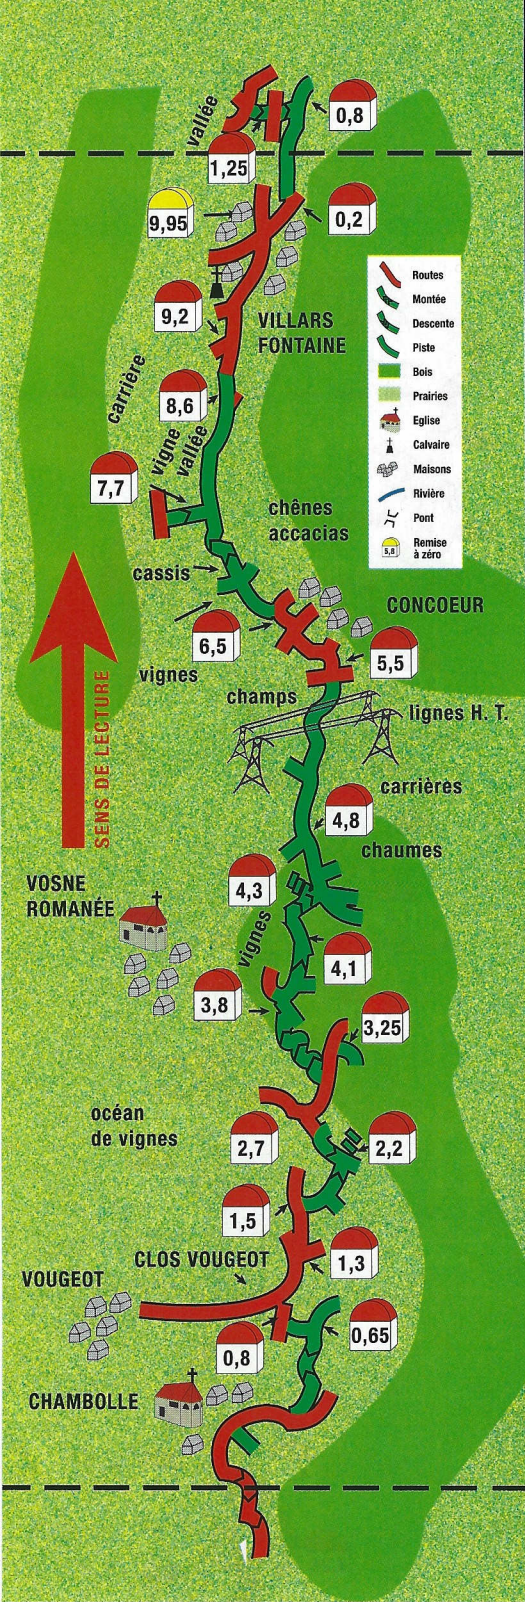 vallée
0,8
1,25
9,95
0,2
9,2
VILLARS
FONTAINE
carrière
8,6
vigne
vallée
7,7
chênes
accacias
cassis
CONCOEUR
6,5
5,5
vignes
champs
lignes H. T.
SENS DE LECTURE
carrières
4,8
chaumes
VOSNE
ROMANÉE
4,3
vignes
4,1
3,8
3,25
océan
de vignes
2,7
2,2
1,5
CLOS VOUGEOT
1,3
VOUGEOT
0,8
0,65
CHAMBOLLE
Routes
Montée
Descente
Piste
Bois
Prairies
Eglise
Calvaire
Maisons
Rivière
Pont
5,8
Remise
à zéro